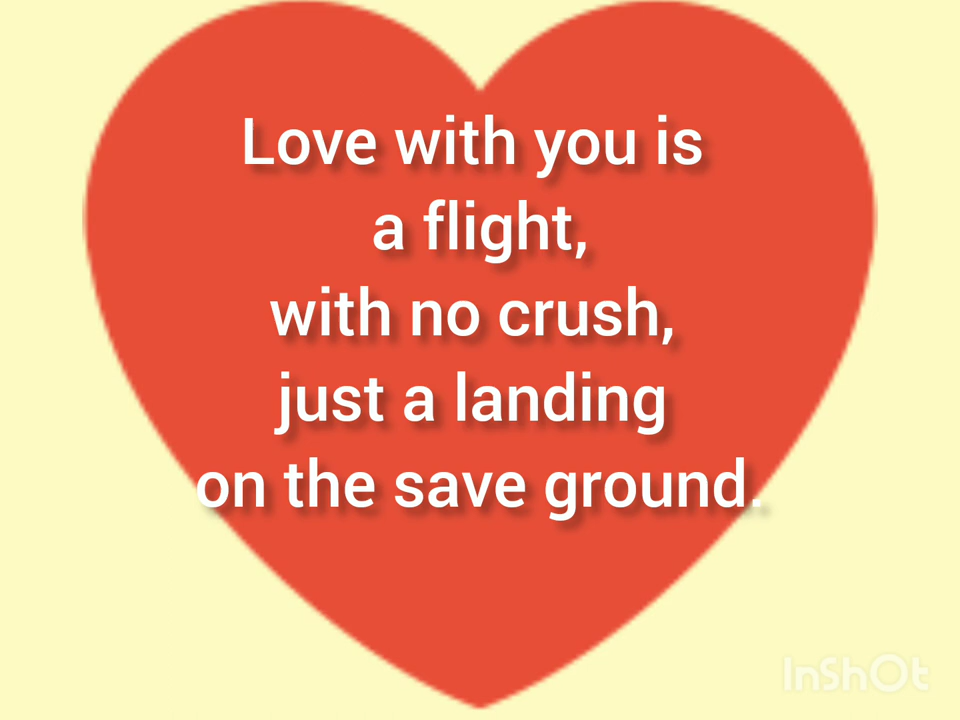 Love with you is
a flight,
with no crush,
just a landing
on the save ground.
InShOt